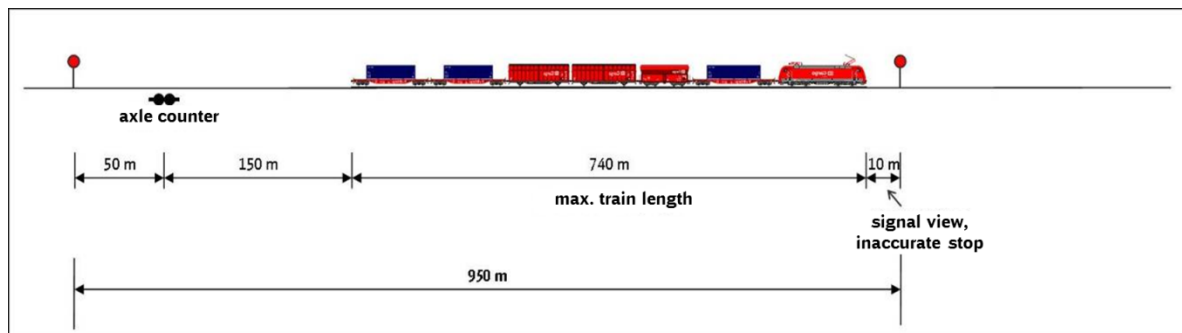 axle counter
50 m
150 m
740 m
10 m
max. train length
signal view,
inaccurate stop
950 m